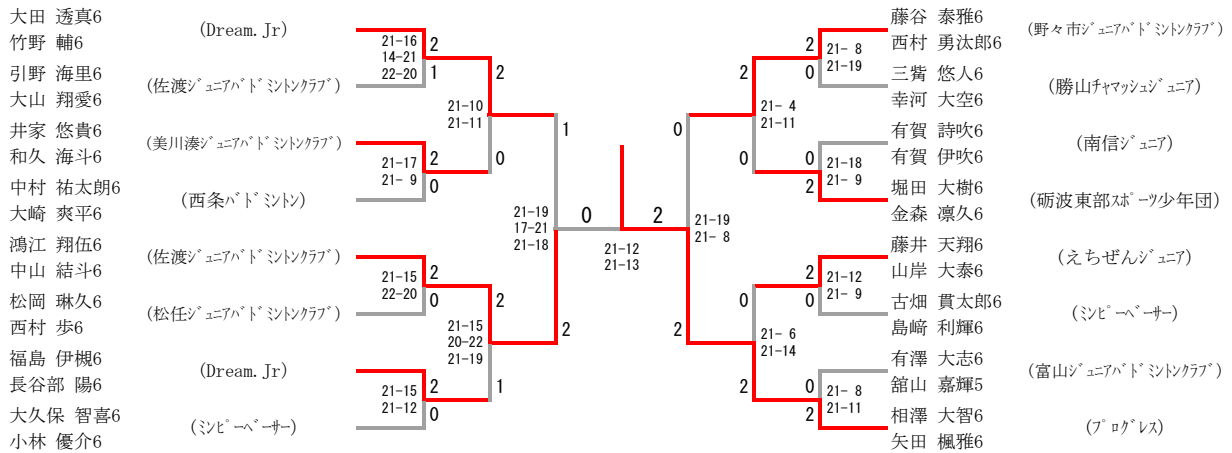 大田 透真6
竹野 輔6
(Dream.Jr)
引野 海里6
大山 翔愛6
(佐渡ジュニアバドミントンクラブ)
井家 悠貴6
和久 海斗6
(美川湊ジュニアバドミントンクラブ)
中村 祐太朗6
大崎 爽平6
(西条バドミントン)
鴻江 翔伍6
中山 結斗6
(佐渡ジュニアバドミントンクラブ)
松岡 琳久6
西村 歩6
(松任ジュニアバドミントンクラブ)
福島 伊槻6
長谷部 陽6
(Dream.Jr)
大久保 智喜6
小林 優介6
(ミンピーベーサー)
21-16
14-21
22-20
2
1
21-17
21- 9
2
0
21-15
22-20
2
0
21-15
21-12
2
0
21-10
21-11
2
0
21-15
20-22
21-19
2
1
21-19
17-21
21-18
1
2
0
2
21-12
21-13
21-19
21- 8
0
2
21- 4
21-11
2
0
21- 6
21-14
0
2
21- 8
21-19
2
0
21-18
21- 9
0
2
21-12
21- 9
2
0
21- 8
21-11
0
2
藤谷 泰雅6
西村 勇汰郎6
(野々市ジュニアバドミントンクラブ)
三觜 悠人6
幸河 大空6
(勝山チャマッシュジュニア)
有賀 詩吹6
有賀 伊吹6
(南信ジュニア)
堀田 大樹6
金森 凛久6
(砺波東部スポーツ少年団)
藤井 天翔6
山岸 大泰6
(えちぜんジュニア)
古畑 貫太郎6
島﨑 利輝6
(ミンピーベーサー)
有澤 大志6
舘山 嘉輝5
(富山ジュニアバドミントンクラブ)
相澤 大智6
矢田 楓雅6
(プログレス)